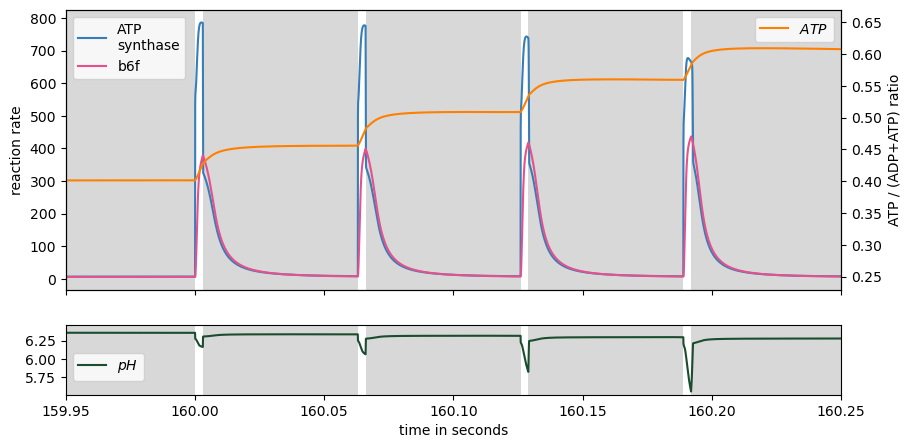 800
700
600
500
400
300
200
100
0
reaction rate
ATP
synthase
b6f
ATP
0.65
0.60
0.55
0.50
0.45
0.40
0.35
0.30
0.25
ATP / (ADP+ATP) ratio
6.25
6.00
5.75
pH
159.95 160.00 160.05 160.10 160.15 160.20 160.25
time in seconds